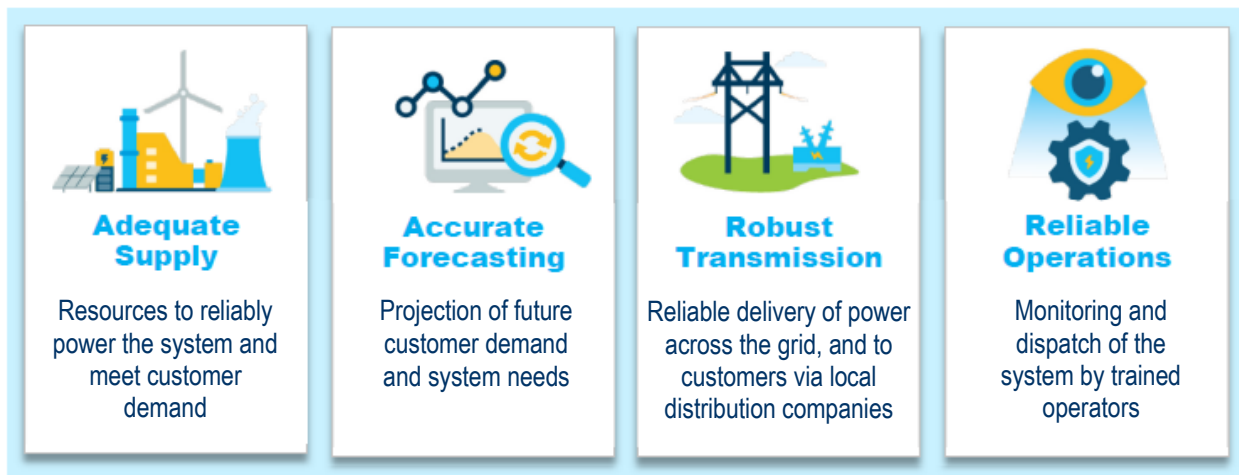 Adequate
Supply
Resources to reliably
power the system and
meet customer
demand
Accurate
Forecasting
Projection of future
customer demand
and system needs
Robust
Transmission
Reliable delivery of power
across the grid, and to
customers via local
distribution companies
Reliable
Operations
Monitoring and
dispatch of the
system by trained
operators